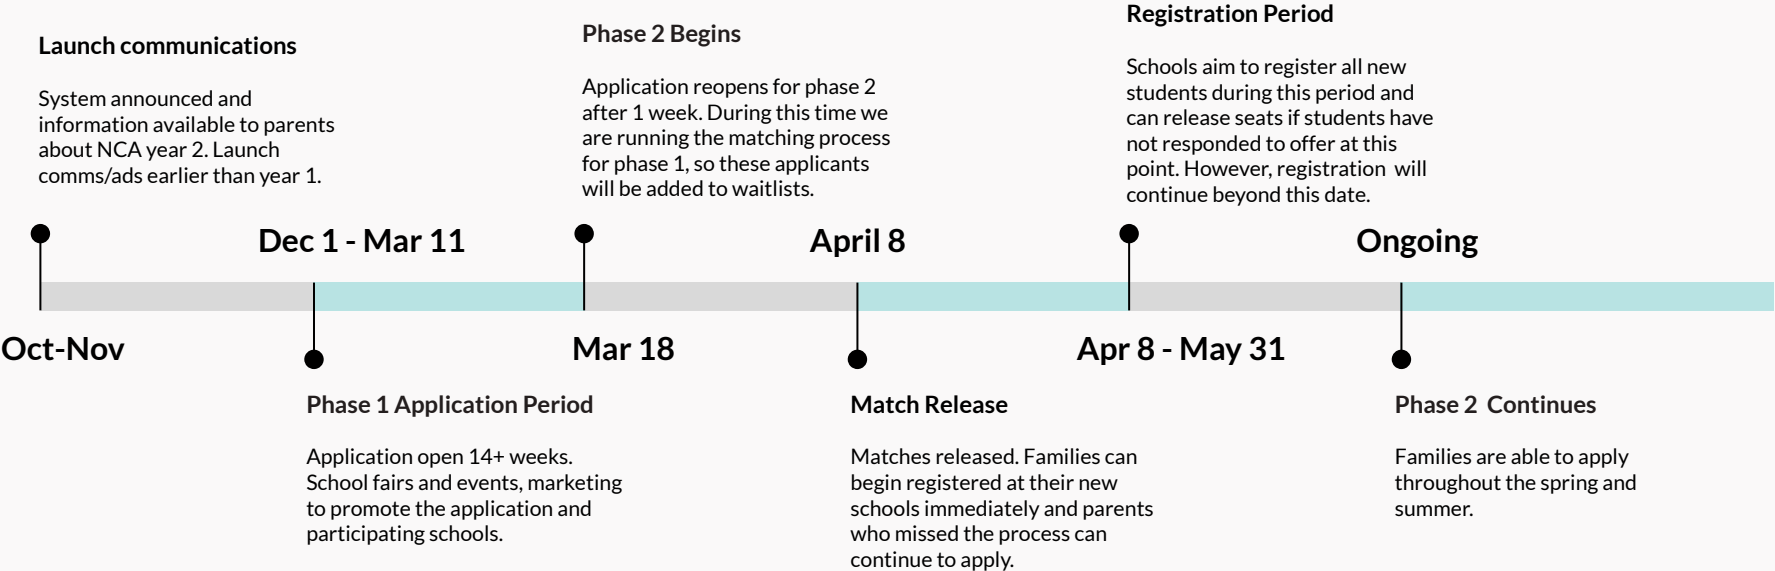 Launch communications
System announced and
information available to parents
about NCA year 2. Launch
comms/ads earlier than year 1.
Oct-Nov
Dec 1 - Mar 11
Phase 1 Application Period
Application open 14+ weeks.
School fairs and events, marketing
to promote the application and
participating schools.
Phase 2 Begins
Application reopens for phase 2
after 1 week. During this time we
are running the matching process
for phase 1, so these applicants
will be added to waitlists.
Mar 18
April 8
Match Release
Matches released. Families can
begin registered at their new
schools immediately and parents
who missed the process can
continue to apply.
Registration Period
Schools aim to register all new
students during this period and
can release seats if students have
not responded to offer at this
point. However, registration  will
continue beyond this date.
Apr 8 - May 31
Ongoing
Phase 2  Continues
Families are able to apply
throughout the spring and
summer.